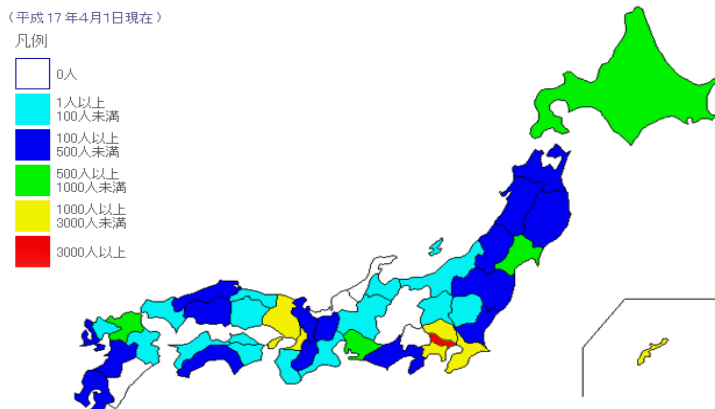 （平成17年4月1日現在）
凡例
0人
1人以上
100人未満
100人以上
500人未満
500人以上
1000人未満
1000人以上
3000人未満
3000人以上